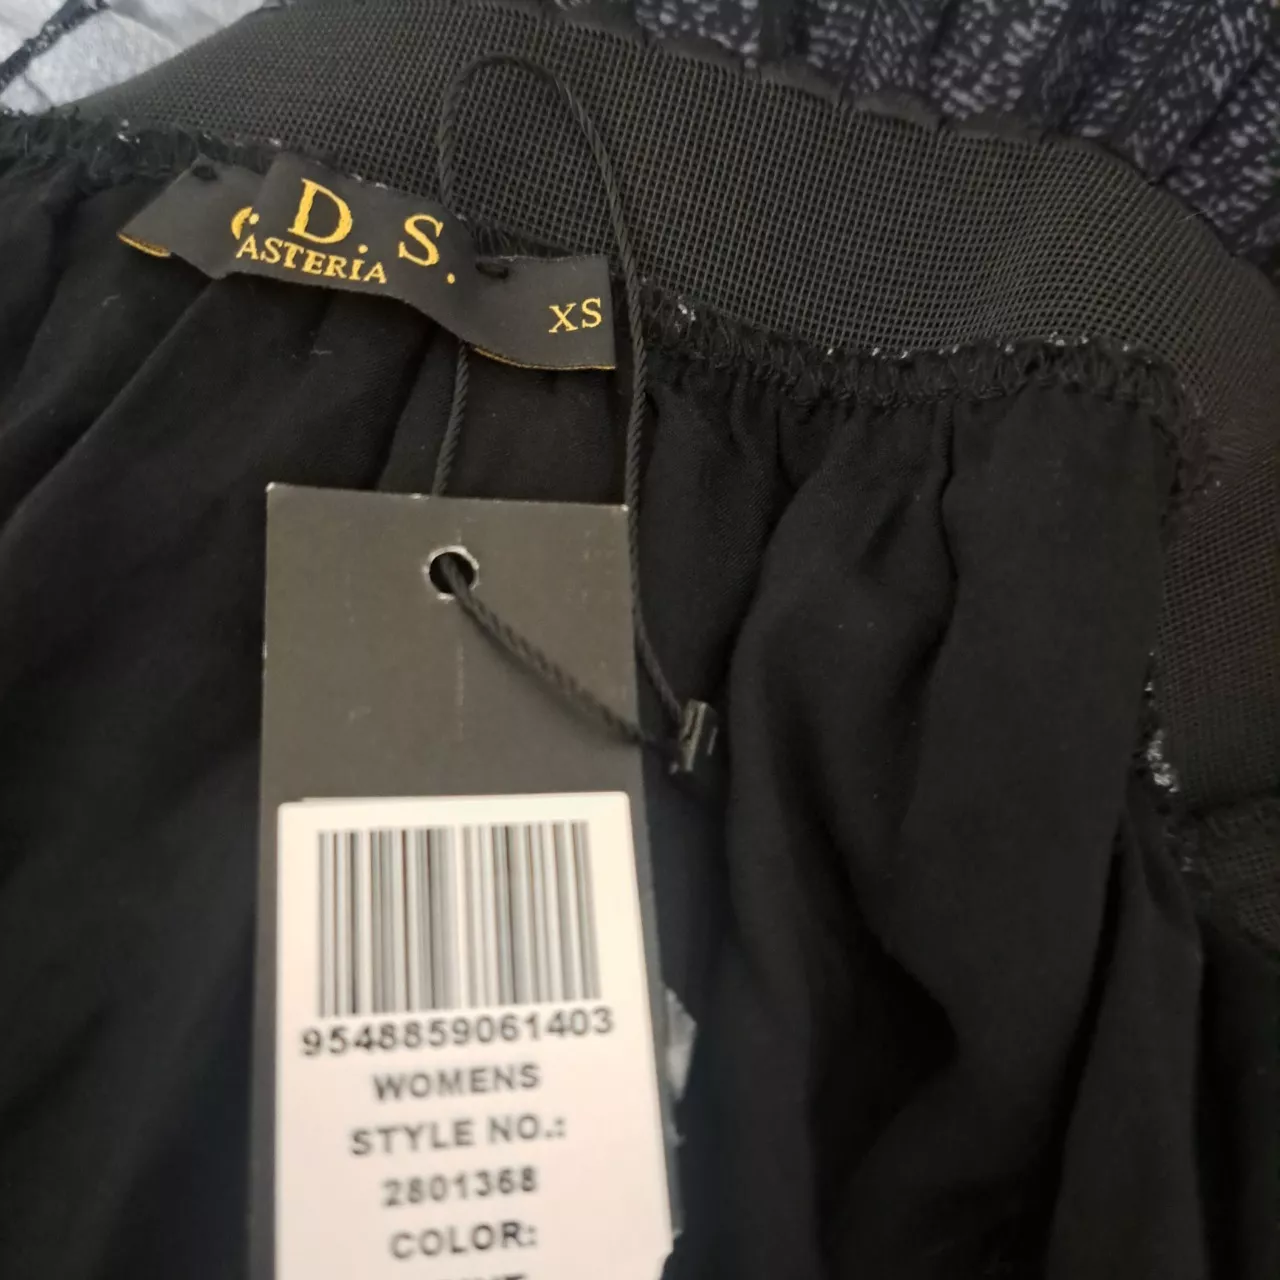 . D. S.
ASTERIA
XS
9548859061403
WOMENS
STYLE NO.:
2801368
COLOR: